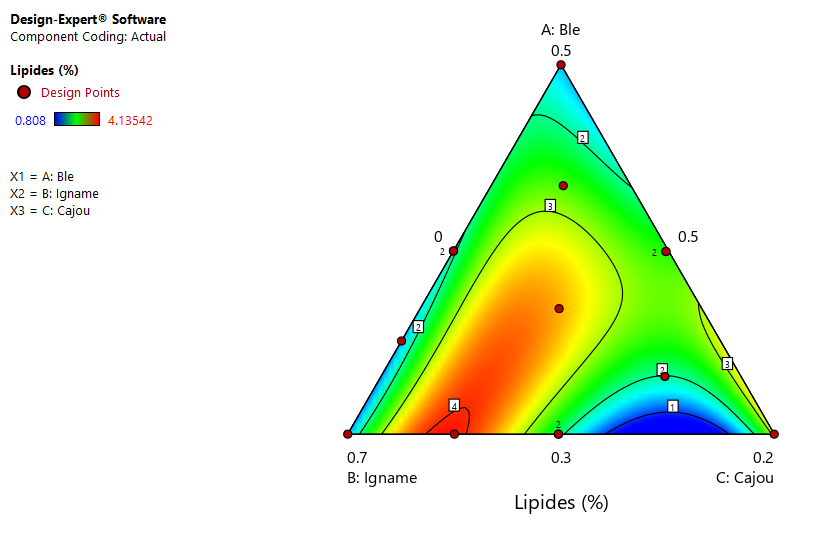 Design-Expert® Software
Component Coding: Actual
Lipides (%)
Design Points
0.808 4.13542
X1 = A: Ble
X2 = B: Igname
X3 = C: Cajou
A: Ble
0.5
2
3
0 0.5
2 2
2
3
2
4 1
2
0.7 0.3 0.2
B: Igname C: Cajou
Lipides (%)